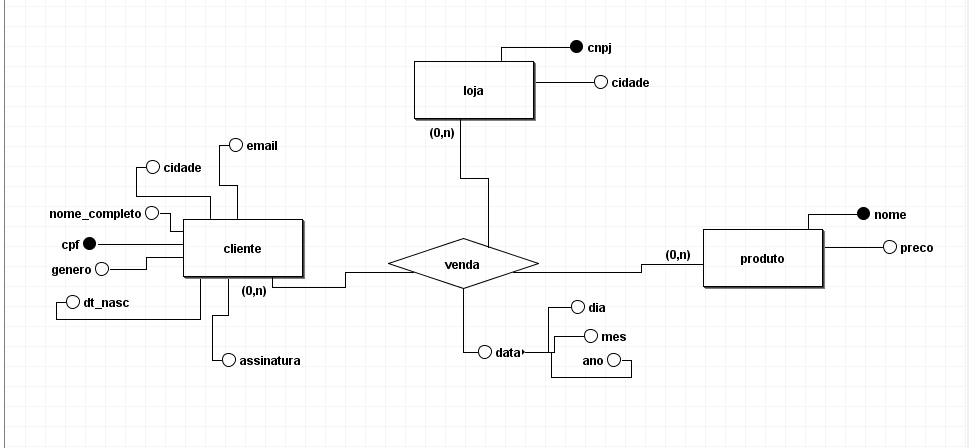 cnpj
loja
cidade
(0,n)
email
cidade
nome_completo
cpf
cliente
genero
(0,n)
dt_nasc
assinatura
venda
(0,n)
nome
produto
preco
data
dia
mes
ano